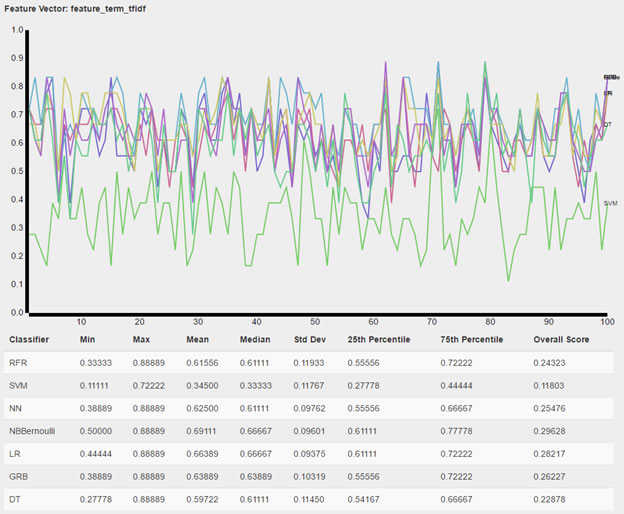 Feature Vector: feature_term_tfidf
1.0
0.9
0.8
0.7
0.6
0.5
0.4
0.3
0.2
0.1
0.0
LR
DT
SVM
10 20 30 40 50 60 70 80 90 100
Classifier Min Max Mean Median Std Dev 25th Percentile 75th Percentile Overall Score
RFR 0.33333 0.88889 0.61556 0.61111 0.11933 0.55556 0.72222 0.24323
SVM 0.11111 0.72222 0.34500 0.33333 0.11767 0.27778 0.44444 0.11803
NN 0.38889 0.88889 0.62500 0.61111 0.09762 0.55556 0.66667 0.25476
NBBernoulli 0.50000 0.88889 0.69111 0.66667 0.09601 0.61111 0.77778 0.29628
LR 0.44444 0.88889 0.66389 0.66667 0.09375 0.61111 0.72222 0.28217
GRB 0.38889 0.88889 0.63889 0.63889 0.10319 0.55556 0.72222 0.26227
DT 0.27778 0.88889 0.59722 0.61111 0.11450 0.54167 0.66667 0.22878